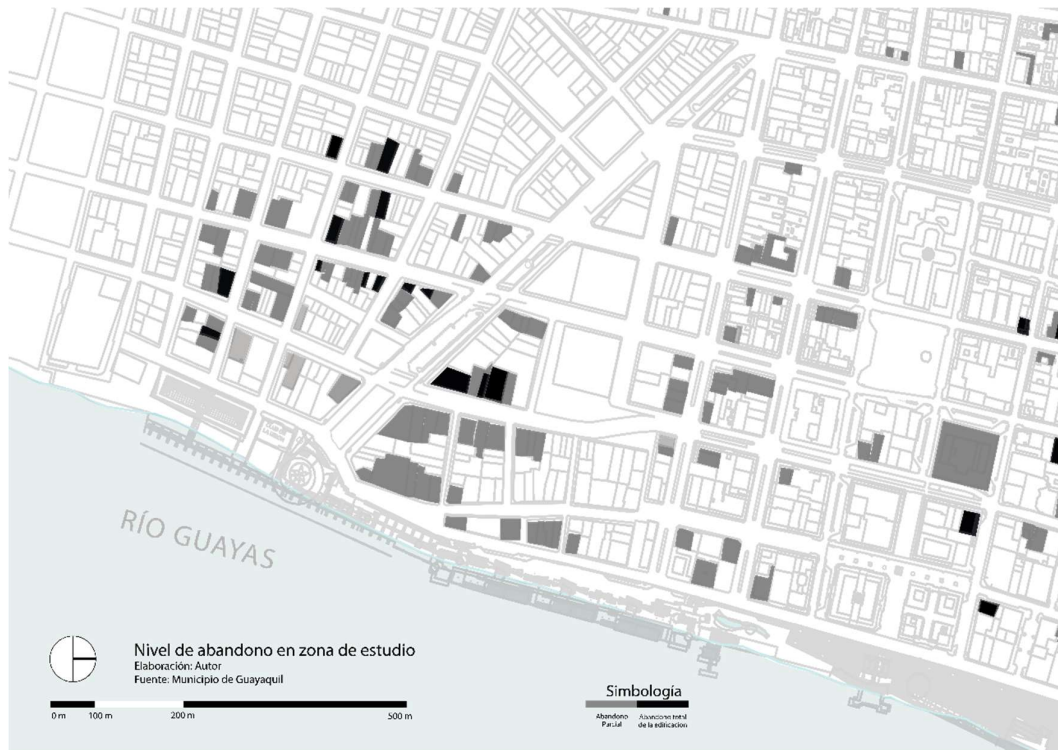 RÍO GUAYAS
Nivel de abandono en zona de estudio
Elaboración: Autor
Fuente: Municipio de Guayaquil
0 m 100 m 200 m 500 m
Simbología
Abandono Parcial
Abandono total de la edificacion